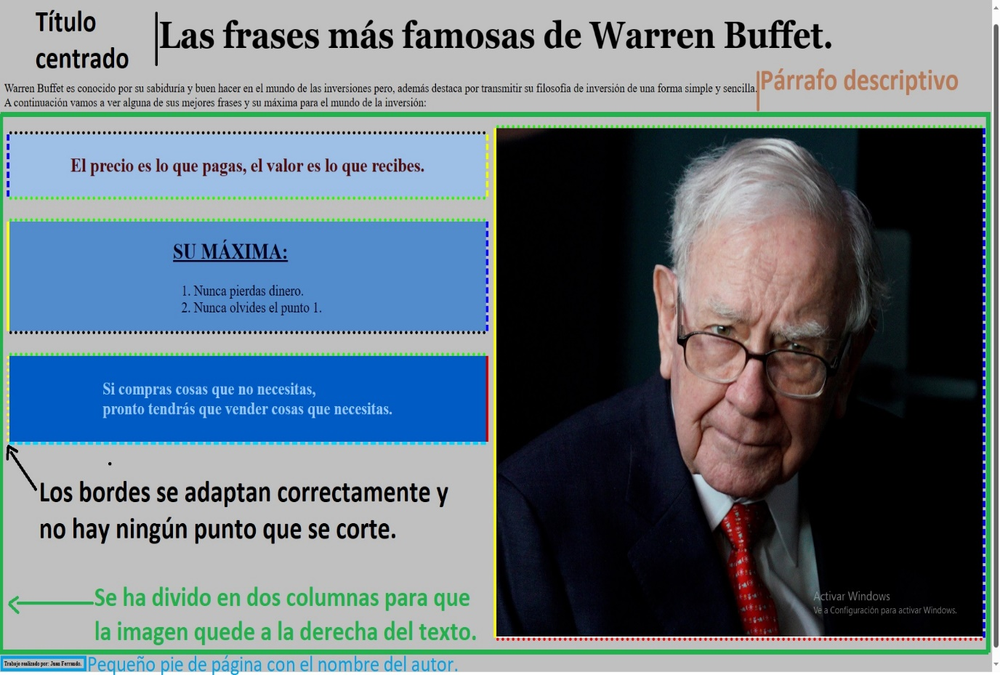 Título
centrado
Las frases más famosas de Warren Buffet.
Warren Buffet es conocido por su sabiduría y buen hacer en el mundo de las inversiones pero, además destaca por transmitir su filosofía de inversión de una forma simple y sencilla.
Párrafo descriptivo
A continuación vamos a ver alguna de sus mejores frases y su máxima para el mundo de la inversión:
El precio es lo que pagas, el valor es lo que recibes.
SU MÁXIMA:
1. Nunca pierdas dinero.
2. Nunca olvides el punto 1.
Si compras cosas que no necesitas,
pronto tendrás que vender cosas que necesitas.
Los bordes se adaptan correctamente y
no hay ningún punto que se corte.
Se ha divido en dos columnas para que
la imagen quede a la derecha del texto.
Activar Windows
Ve a Configuración para activar Windows.
Trabajo realizado por: Juan Ferrando.
Pequeño pie de página con el nombre del autor.